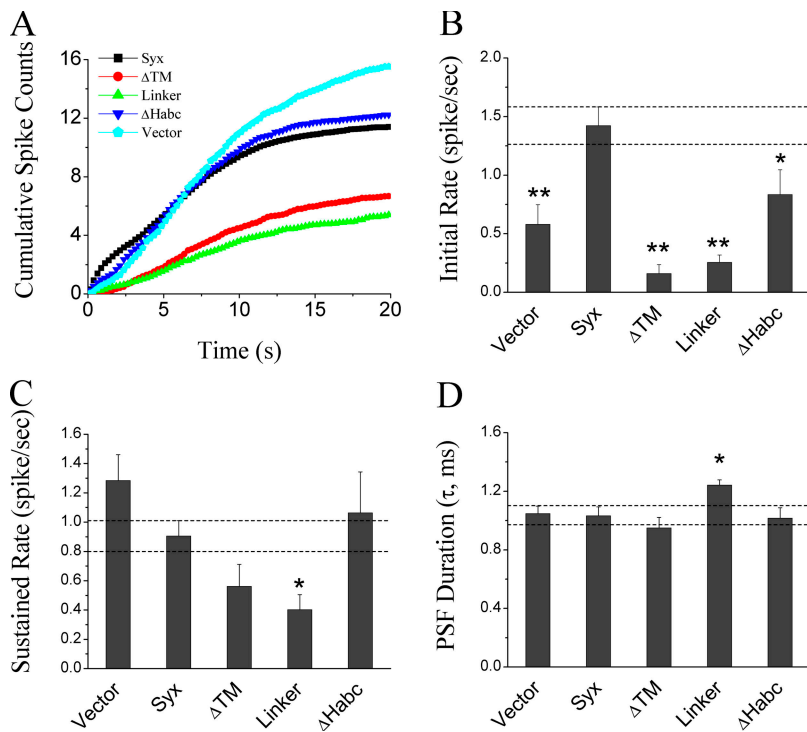 A
Cumulative Spike Counts
16
12
8
4
0
Syx
ΔTM
Linker
ΔHabc
Vector
0 5 10 15 20
Time (s)
B
Initial Rate (spike/sec)
2.0
1.5
1.0
0.5
0.0
**
**
**
*
Vector
Syx
ΔTM
Linker
ΔHabc
C
Sustained Rate (spike/sec)
1.6
1.4
1.2
1.0
0.8
0.6
0.4
0.2
0.0
*
Vector
Syx
ΔTM
Linker
ΔHabc
D
PSF Duration (τ, ms)
1.6
1.2
0.8
0.4
0.0
*
Vector
Syx
ΔTM
Linker
ΔHabc